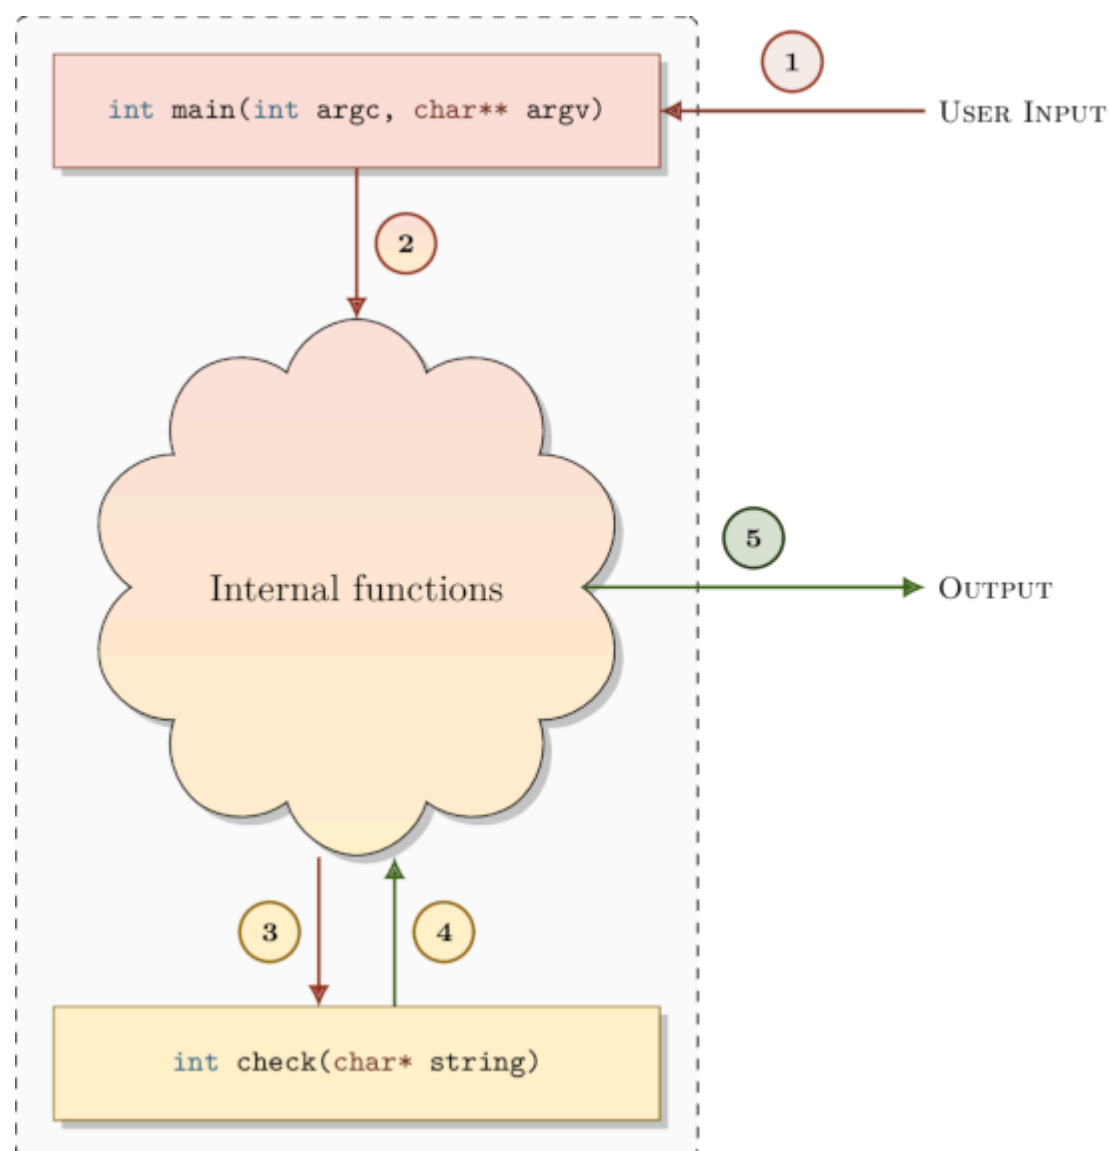 1
int main(int argc, char** argv)
User Input
2
Internal functions
5
Output
3
4
int check(char* string)